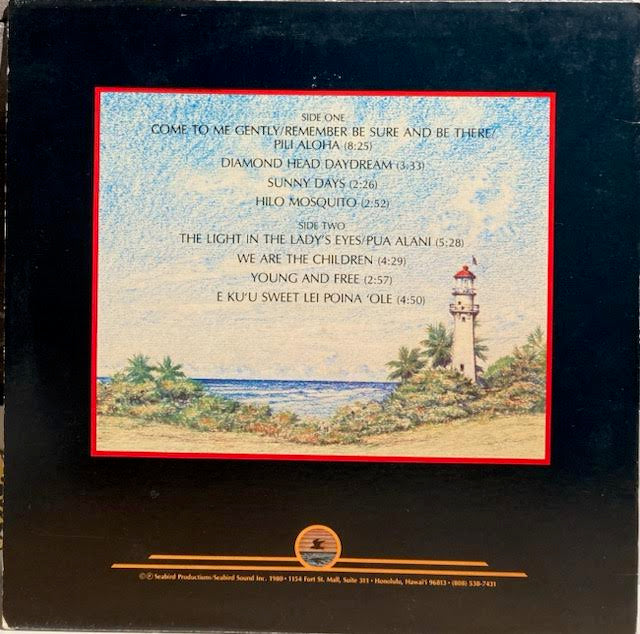 SIDE ONE
COME TO ME GENTLY/REMEMBER BE SURE AND BE THERE/
PILI ALOHA (8:25)
DIAMOND HEAD DAYDREAM (3:33)
SUNNY DAYS (2:26)
HILO MOSQUITO (2:52)
SIDE TWO
THE LIGHT IN THE LADY'S EYES/PUA ALANI (5:28)
WE ARE THE CHILDREN (4:29)
YOUNG AND FREE (2:57)
E KU'U SWEET LEI POINA 'OLE (4:50)
©℗ Seabird Productions/Seabird Sound Inc. 1980 • 1154 Fort St. Mall, Suite 311 • Honolulu, Hawai'i 96813 • (808) 538-7431